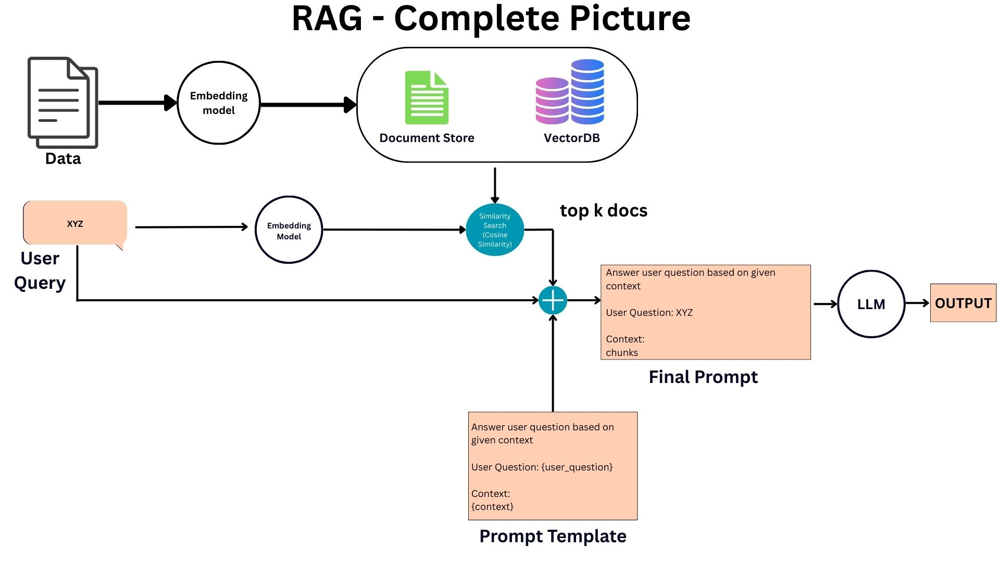 RAG - Complete Picture
Embedding
model
Document Store
VectorDB
Data
XYZ
User
Query
Embedding
Model
Similarity
Search
(Cosine
Similarity)
top k docs
Answer user question based on given
context
User Question: XYZ
Context:
chunks
Final Prompt
LLM
OUTPUT
Answer user question based on
given context
User Question: {user_question}
Context:
{context}
Prompt Template